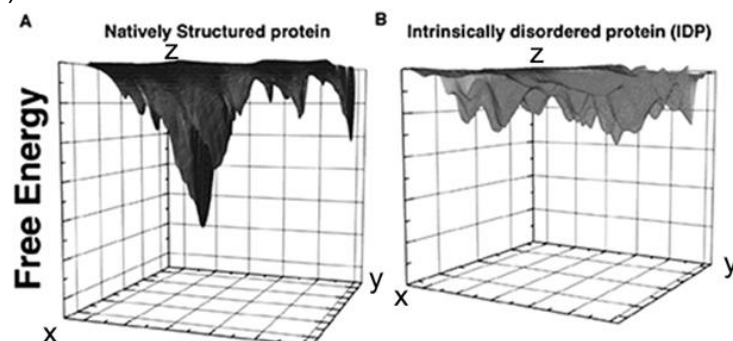 A
Natively Structured protein
z
Free Energy
x
y
B
Intrinsically disordered protein (IDP)
z
x
y